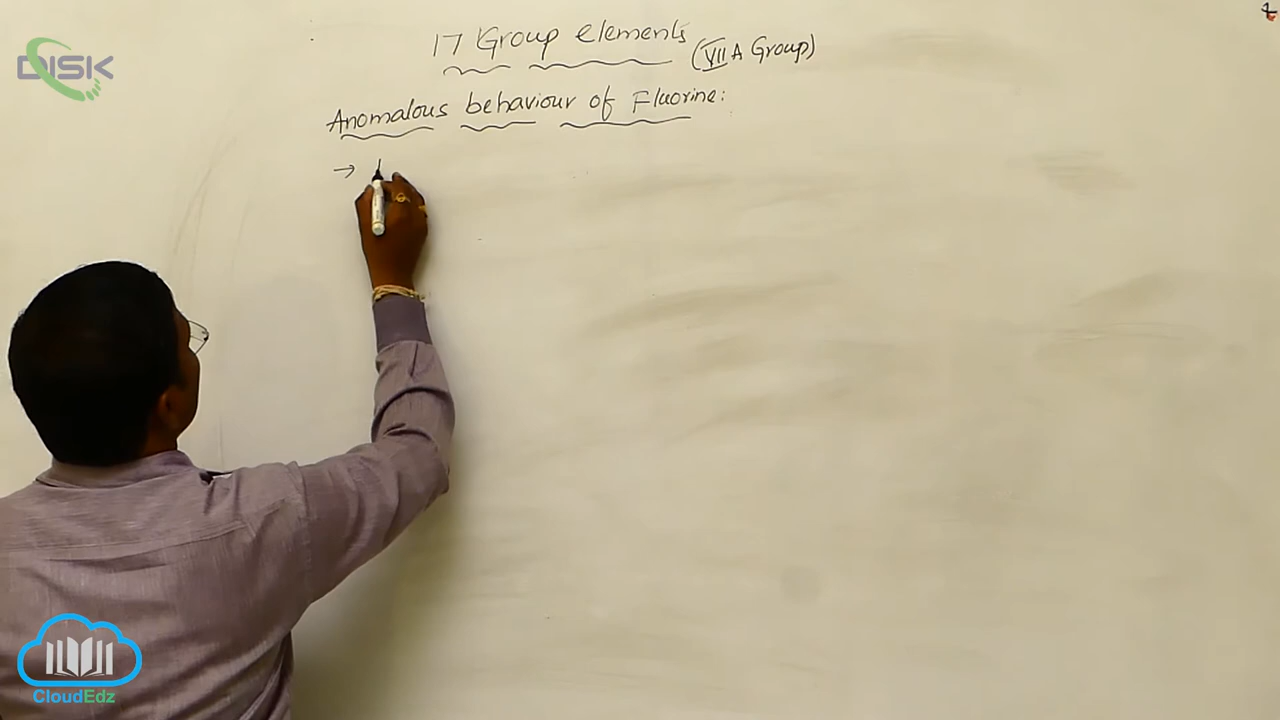 DISK
17 Group elements
(VII A Group)
Anomalous behaviour of Fluorine:
→
CloudEdz